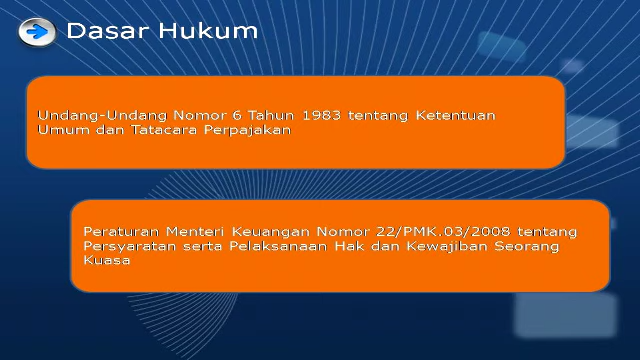 Dasar Hukum
Undang-Undang Nomor 6 Tahun 1983 tentang Ketentuan
Umum dan Tatacara Perpajakan
Peraturan Menteri Keuangan Nomor 22/PMK.03/2008 tentang
Persyaratan serta Pelaksanaan Hak dan Kewajiban Seorang
Kuasa